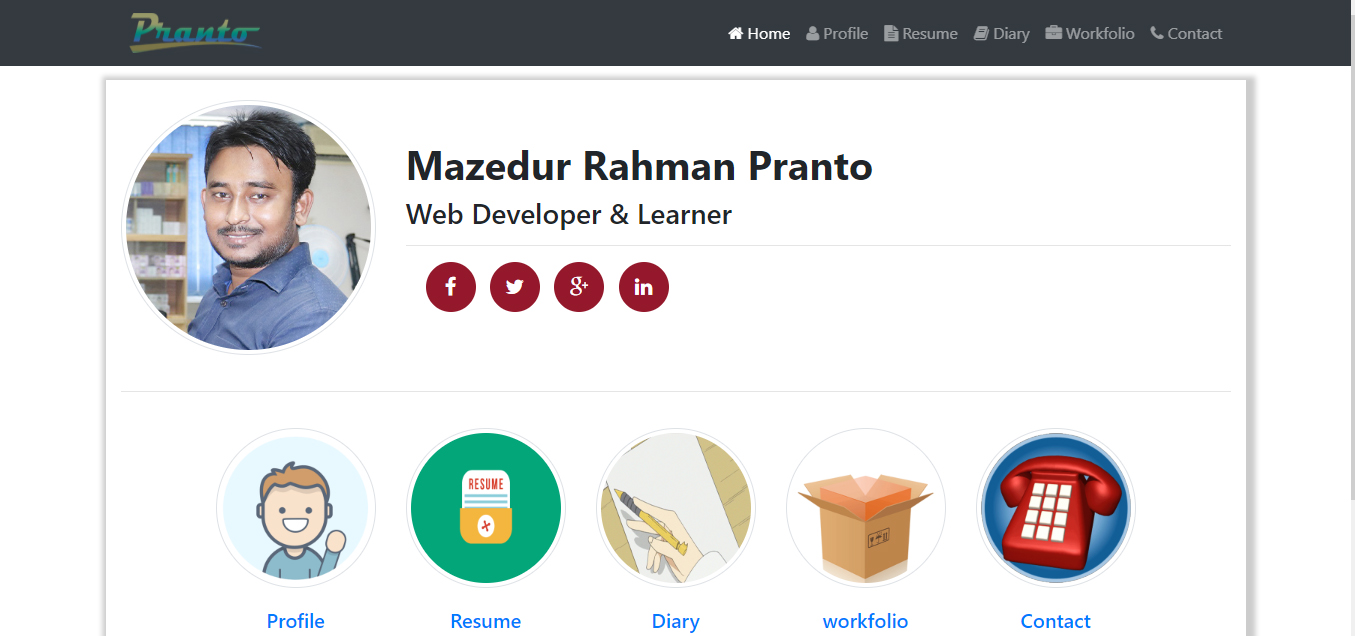 Pranto
Home Profile Resume Diary Workfolio Contact
Mazedur Rahman Pranto
Web Developer & Learner
RESUME
Profile Resume Diary workfolio Contact